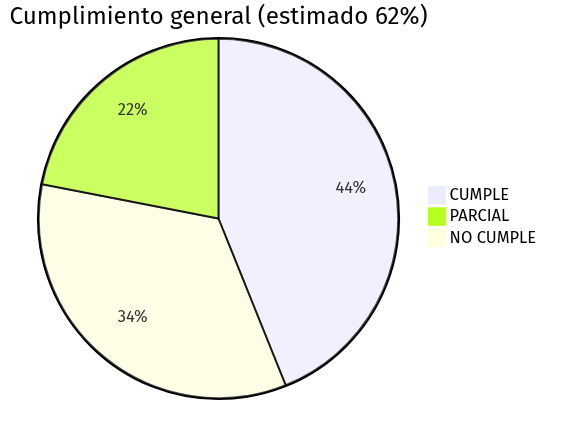 Cumplimiento general (estimado 62%)
22%
44%
34%
CUMPLE
PARCIAL
NO CUMPLE